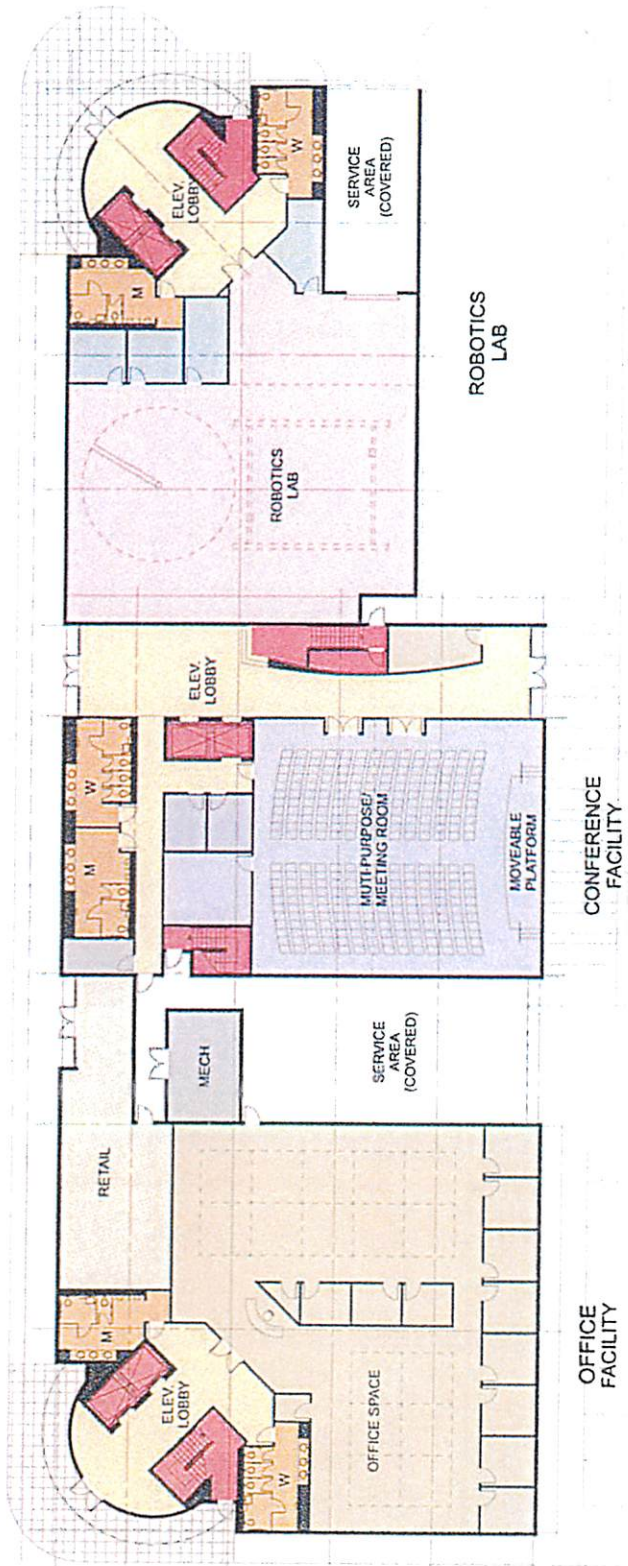 M
ELEV.
LOBBY
W
RETAIL
OFFICE SPACE
MECH
SERVICE
AREA
(COVERED)
OFFICE
FACILITY
M
W
ELEV.
LOBBY
MUTI-PURPOSE/
MEETING ROOM
MOVEABLE
PLATFORM
CONFERENCE
FACILITY
M
ELEV.
LOBBY
W
ROBOTICS
LAB
SERVICE
AREA
(COVERED)
ROBOTICS
LAB